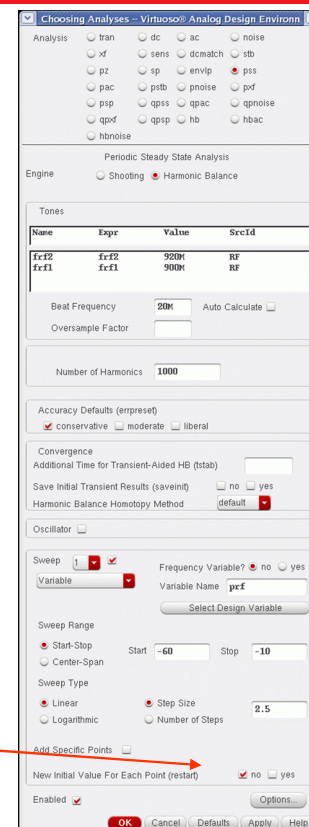 Choosing Analyses -- Virtuoso® Analog Design Environn
Analysis tran dc ac noise
xf sens dcmatch stb
pz sp envlp pss
pac pstb pnoise pxf
psp qpss qpac qpnoise
qpxf qpsp hb hbac
hbnoise
Periodic Steady State Analysis
Engine Shooting Harmonic Balance
Tones
Name Expr Value SrcId
frf2 frf2 920M RF
frf1 frf1 900M RF
Beat Frequency 20M Auto Calculate
Oversample Factor
Number of Harmonics 1000
Accuracy Defaults (errpreset)
conservative moderate liberal
Convergence
Additional Time for Transient-Aided HB (tstab)
Save Initial Transient Results (saveinit) no yes
Harmonic Balance Homotopy Method default
Oscillator
Sweep 1 Frequency Variable? no yes
Variable Variable Name prf
Select Design Variable
Sweep Range
Start-Stop Start -60 Stop -10
Center-Span
Sweep Type
Linear Step Size 2.5
Logarithmic Number of Steps
Add Specific Points
New Initial Value For Each Point (restart) no yes
Enabled Options...
OK Cancel Defaults Apply Help